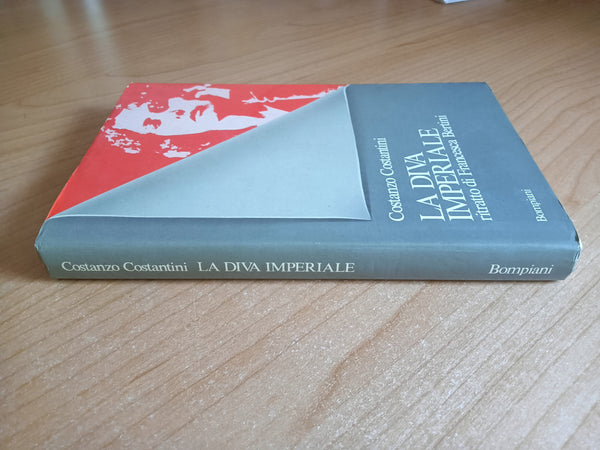 Costanzo Costantini
LA DIVA
IMPERIALE
ritratto di Francesca Bertini
Bompiani
Costanzo Costantini LA DIVA IMPERIALE Bompiani